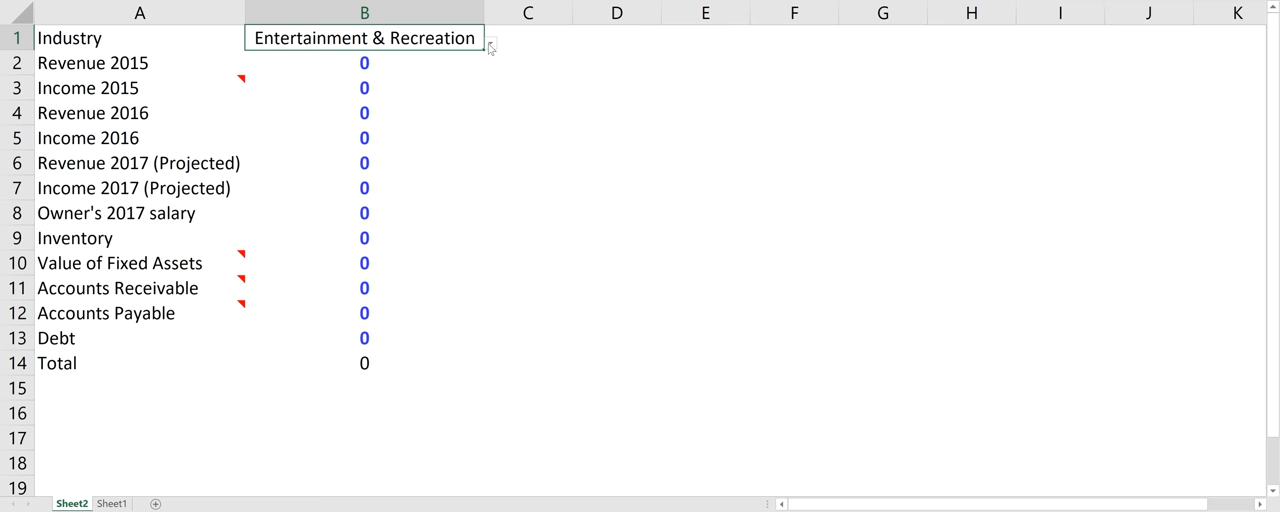 A B C D E F G H I J K
1 Industry Entertainment & Recreation
2 Revenue 2015 0
3 Income 2015 0
4 Revenue 2016 0
5 Income 2016 0
6 Revenue 2017 (Projected) 0
7 Income 2017 (Projected) 0
8 Owner's 2017 salary 0
9 Inventory 0
10 Value of Fixed Assets 0
11 Accounts Receivable 0
12 Accounts Payable 0
13 Debt 0
14 Total 0
15
16
17
18
19
Sheet2 Sheet1